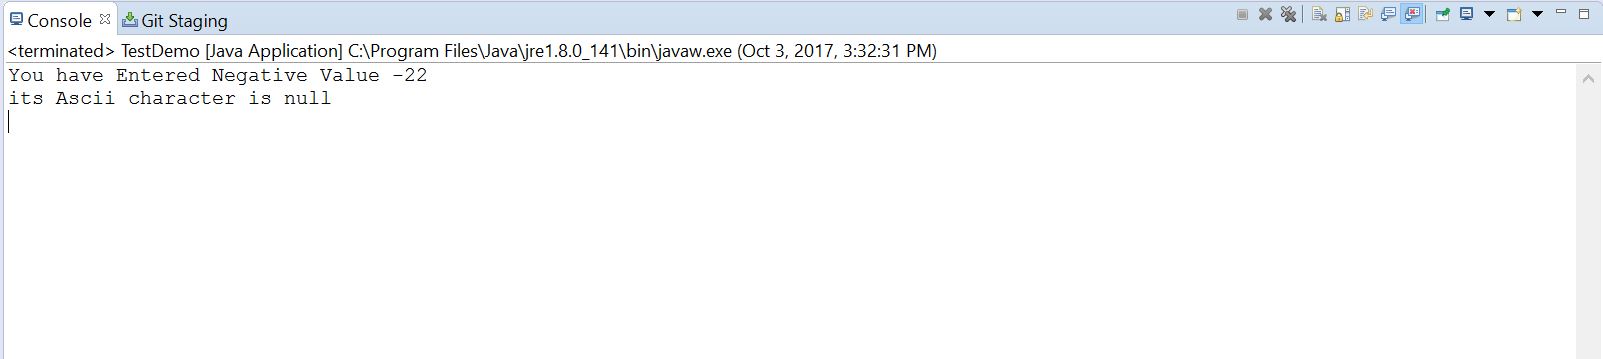 Console Git Staging
<terminated> TestDemo [Java Application] C:\Program Files\Java\jre1.8.0_141\bin\javaw.exe (Oct 3, 2017, 3:32:31 PM)
You have Entered Negative Value -22
its Ascii character is null